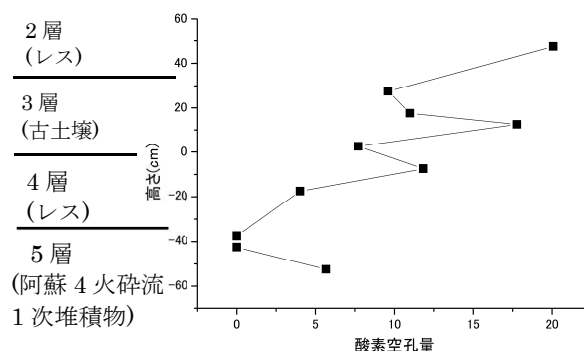 2 層
(レス)
3 層
(古土壌)
4 層
(レス)
5 層
(阿蘇 4 火砕流
1 次堆積物)
高さ(cm)
60
40
20
0
-20
-40
-60
0 5 10 15 20
酸素空孔量